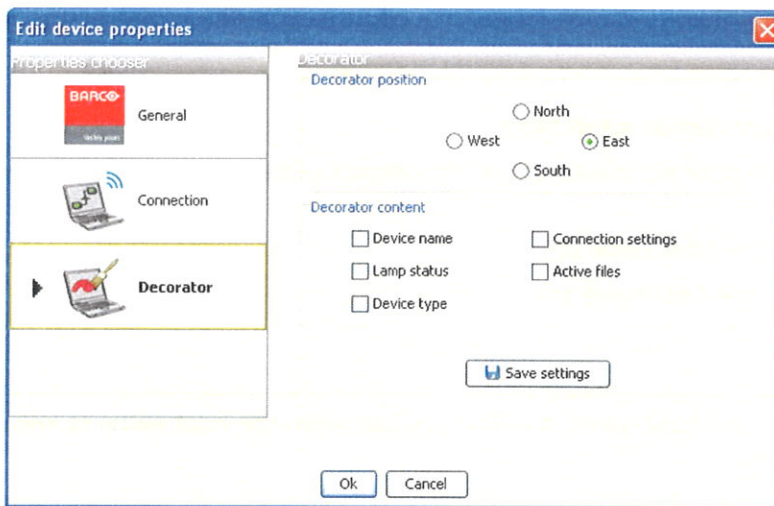 Edit device properties
Properties chooser
Decorator
BARCO
General
Connection
Decorator
Decorator position
North
West
East
South
Decorator content
Device name
Connection settings
Lamp status
Active files
Device type
Save settings
Ok
Cancel